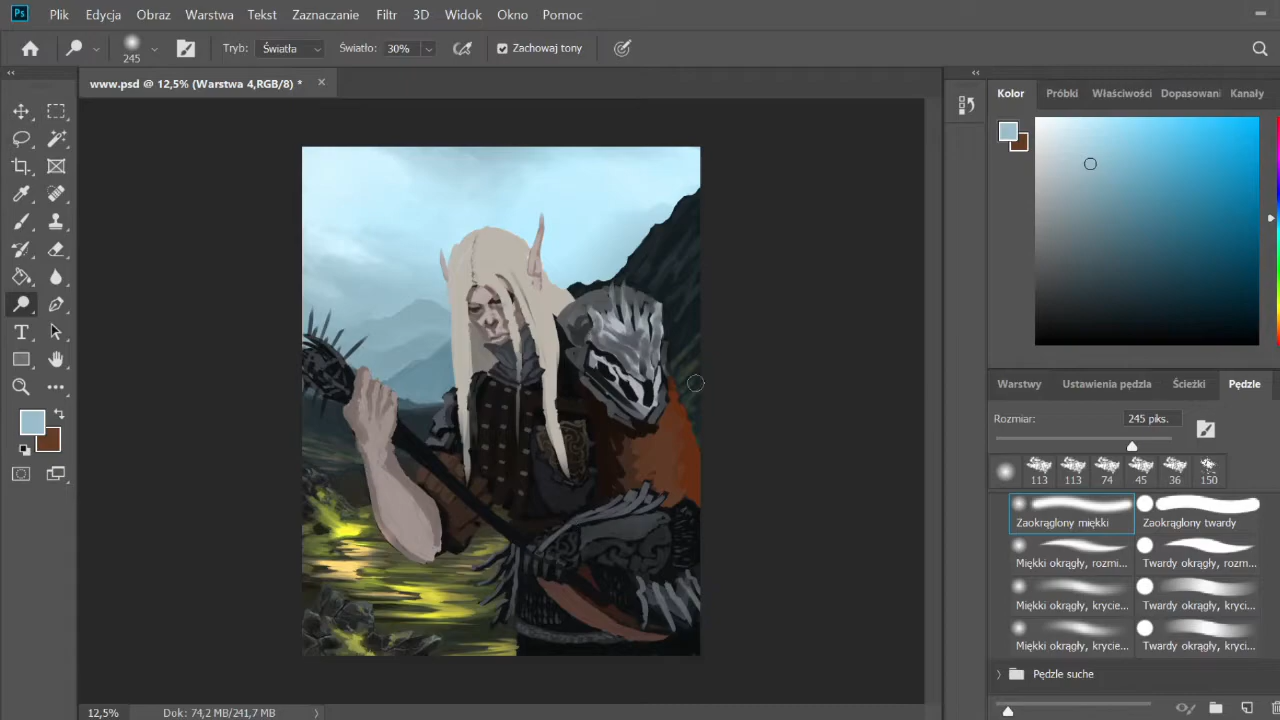 Ps Plik Edycja Obraz Warstwa Tekst Zaznaczanie Filtr 3D Widok Okno Pomoc
245 Tryb: Światła Światło: 30% Zachowaj tony
www.psd @ 12,5% (Warstwa 4,RGB/8) *
Kolor Próbki Właściwości Dopasowani Kanały
Warstwy Ustawienia pędzla Ścieżki Pędzle
Rozmiar: 245 piks.
113 113 74 45 36 150
Zaokrąglony miękki Zaokrąglony twardy
Miękki okrągły, rozmi... Twardy okrągły, rozm...
Miękki okrągły, krycie... Twardy okrągły, kryci...
Miękki okrągły, krycie... Twardy okrągły, kryci...
Pędzle suche
12,5% Dok: 74,2 MB/241,7 MB